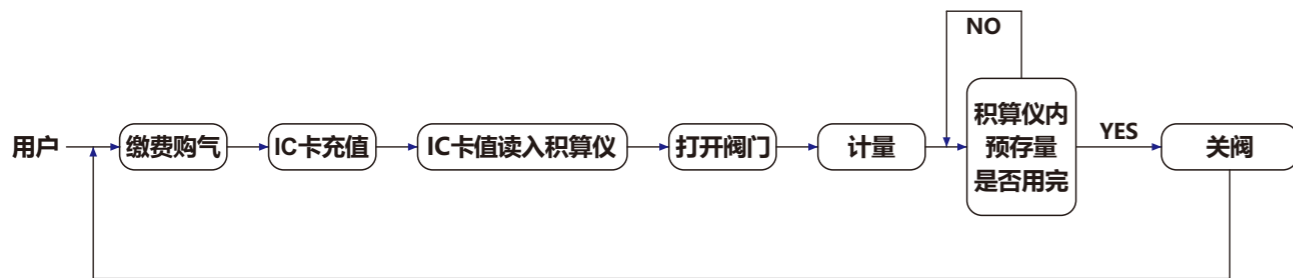 NO
用户
缴费购气
IC卡充值
IC卡值读入积算仪
打开阀门
计量
积算仪内
预存量
是否用完
YES
关阀